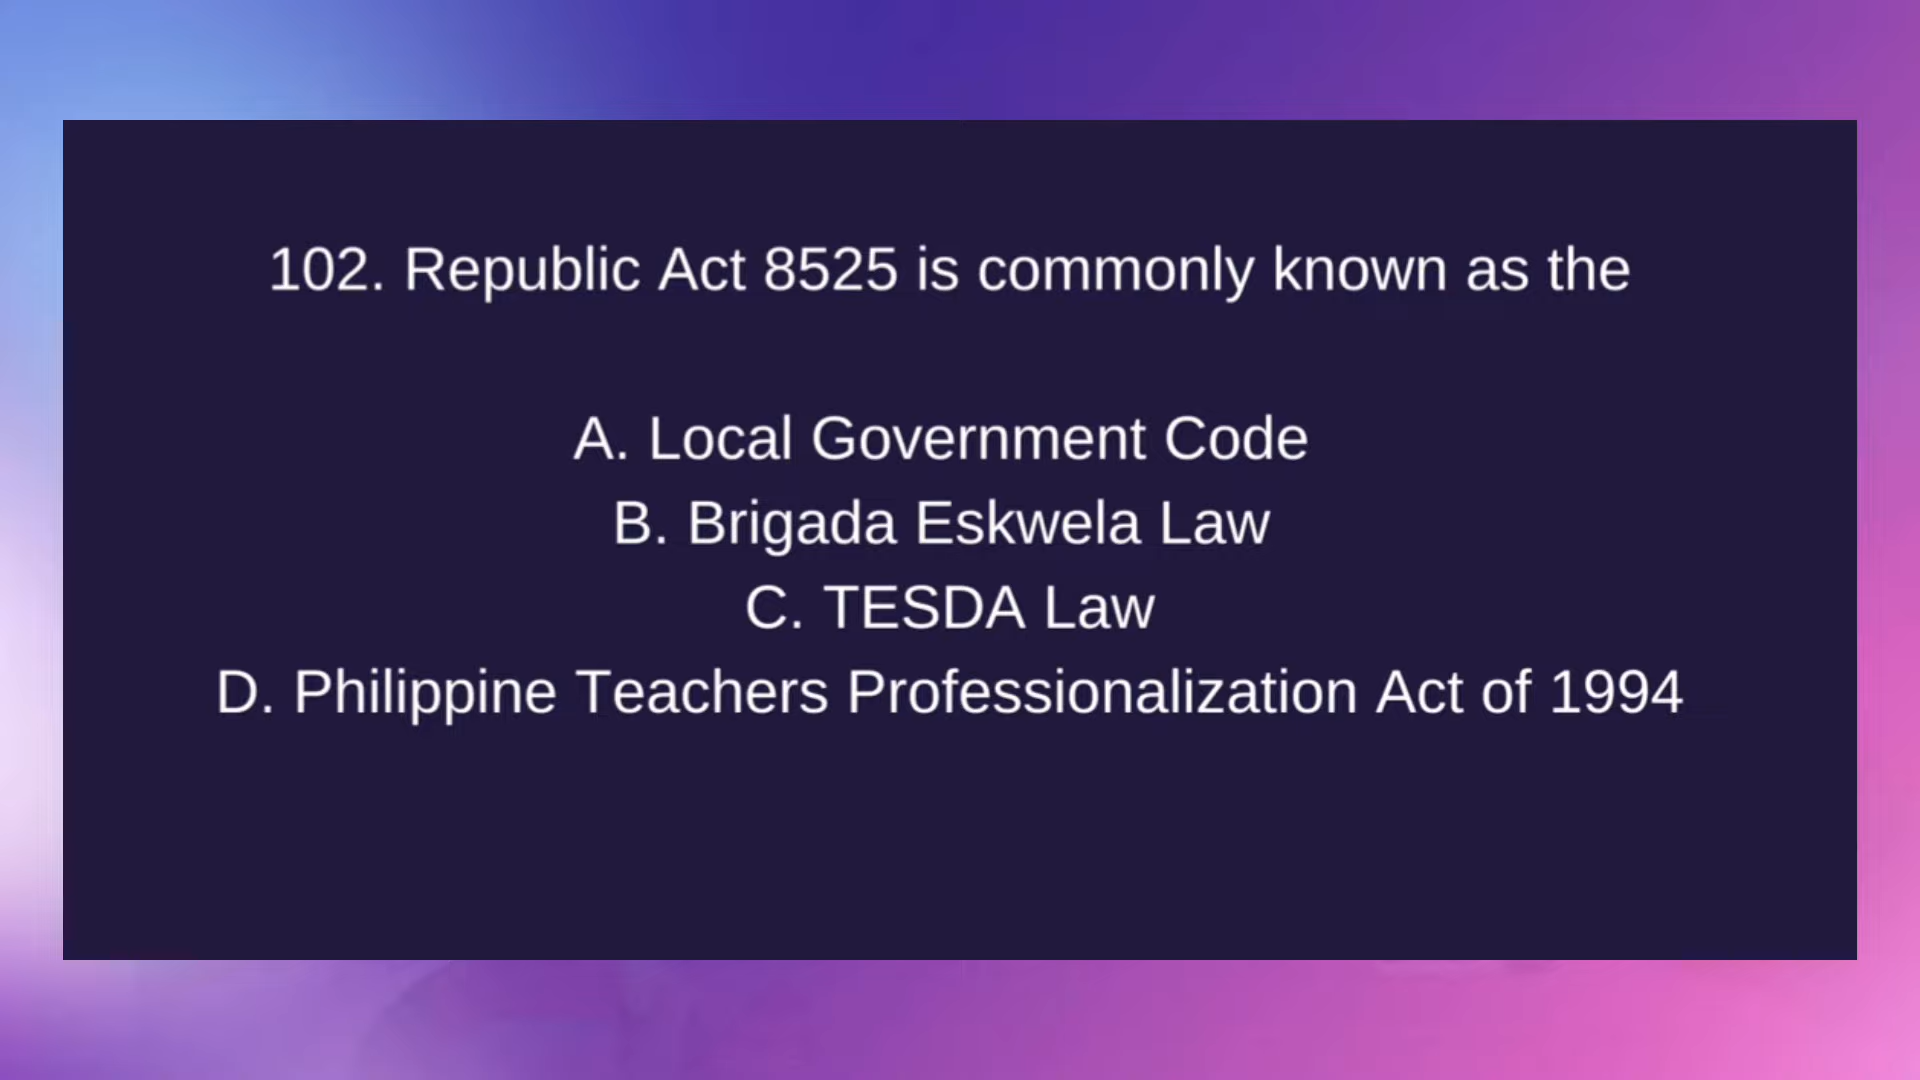 102. Republic Act 8525 is commonly known as the
A. Local Government Code
B. Brigada Eskwela Law
C. TESDA Law
D. Philippine Teachers Professionalization Act of 1994